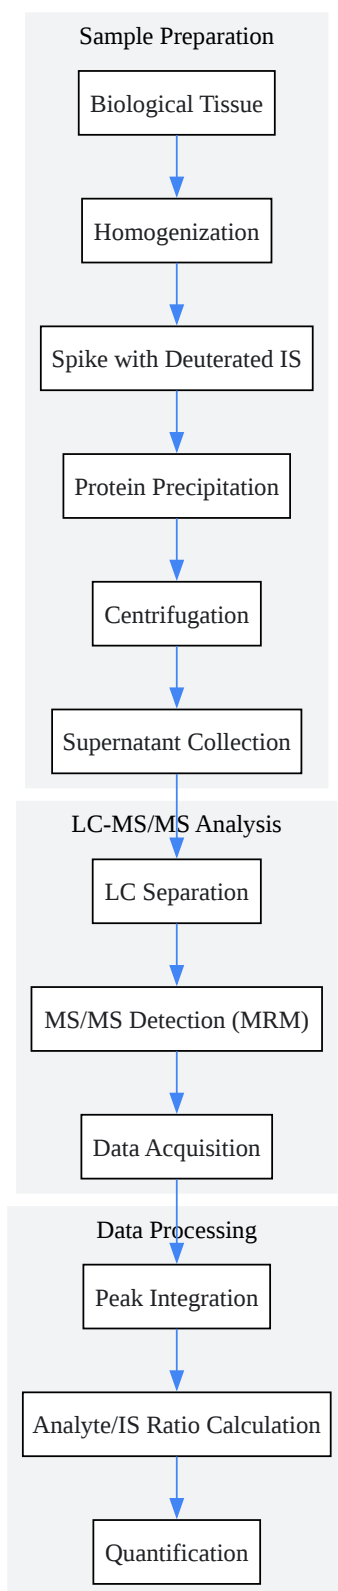 Sample Preparation
Biological Tissue
Homogenization
Spike with Deuterated IS
Protein Precipitation
Centrifugation
Supernatant Collection
LC-MS/MS Analysis
LC Separation
MS/MS Detection (MRM)
Data Acquisition
Data Processing
Peak Integration
Analyte/IS Ratio Calculation
Quantification